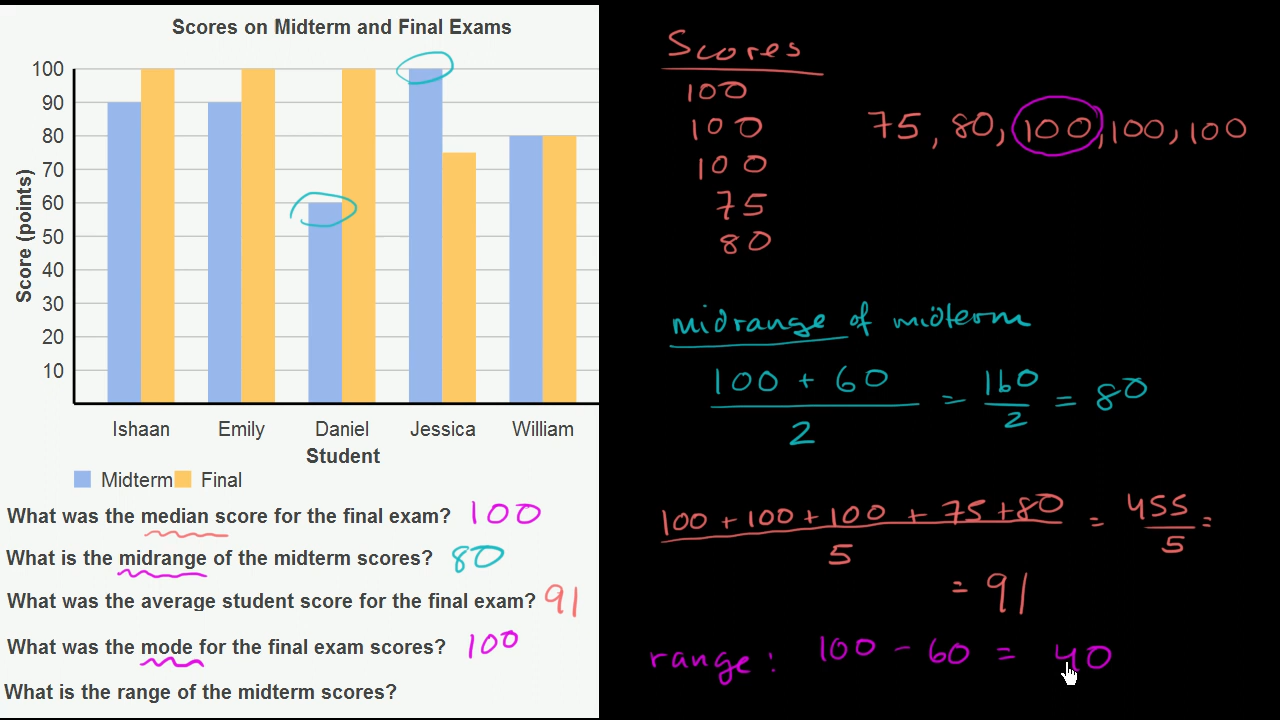 Scores on Midterm and Final Exams
100
90
80
70
60
50
40
30
20
10
Score (points)
Ishaan Emily Daniel Jessica William
Student
Midterm Final
What was the median score for the final exam? 100
What is the midrange of the midterm scores? 80
What was the average student score for the final exam? 91
What was the mode for the final exam scores? 100
What is the range of the midterm scores?
Scores
100
100
100
75
80
75, 80, 100, 100, 100
midrange of midterm
100 + 60 = 160 = 80
2 2
100 + 100 + 100 + 75 + 80 = 455 =
5 5
= 91
range: 100 - 60 = 40